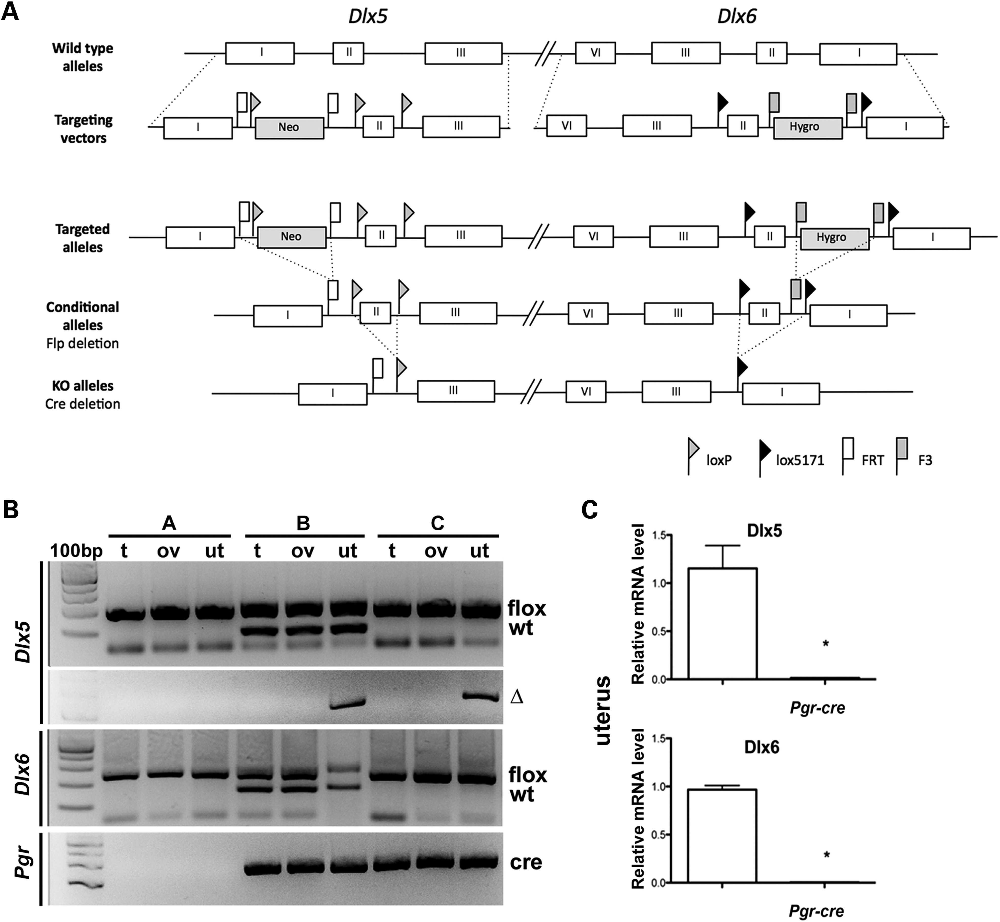 A
Dlx5 Dlx6
Wild type alleles
I II III VI III II I
Targeting vectors
I Neo II III VI III II Hygro I
Targeted alleles
I Neo II III VI III II Hygro I
Conditional alleles
Flp deletion
I II III VI III II I
KO alleles
Cre deletion
I III VI III I
loxP lox5171 FRT F3
B
A B C
100bp t ov ut t ov ut t ov ut
Dlx5
flox
wt
Δ
Dlx6
flox
wt
Pgr
cre
C
uterus
Dlx5
Relative mRNA level
1.5
1.0
0.5
0.0
*
Pgr-cre
Dlx6
Relative mRNA level
1.5
1.0
0.5
0.0
*
Pgr-cre